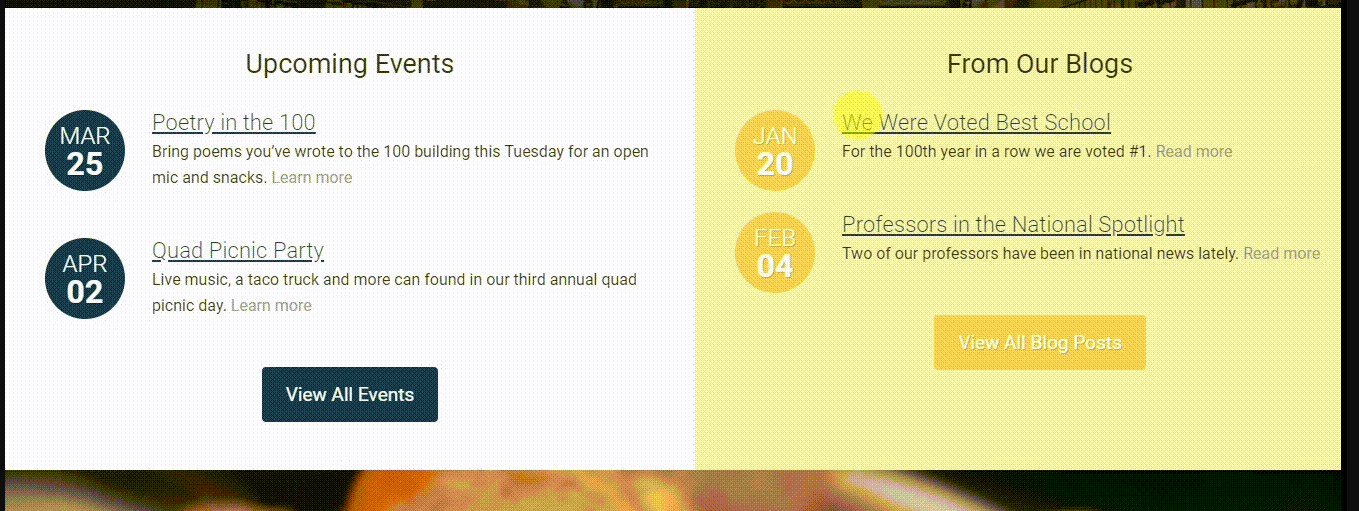 Upcoming Events
MAR
25
Poetry in the 100
Bring poems you’ve wrote to the 100 building this Tuesday for an open
mic and snacks. Learn more
APR
02
Quad Picnic Party
Live music, a taco truck and more can found in our third annual quad
picnic day. Learn more
View All Events
From Our Blogs
JAN
20
We Were Voted Best School
For the 100th year in a row we are voted #1. Read more
FEB
04
Professors in the National Spotlight
Two of our professors have been in national news lately. Read more
View All Blog Posts